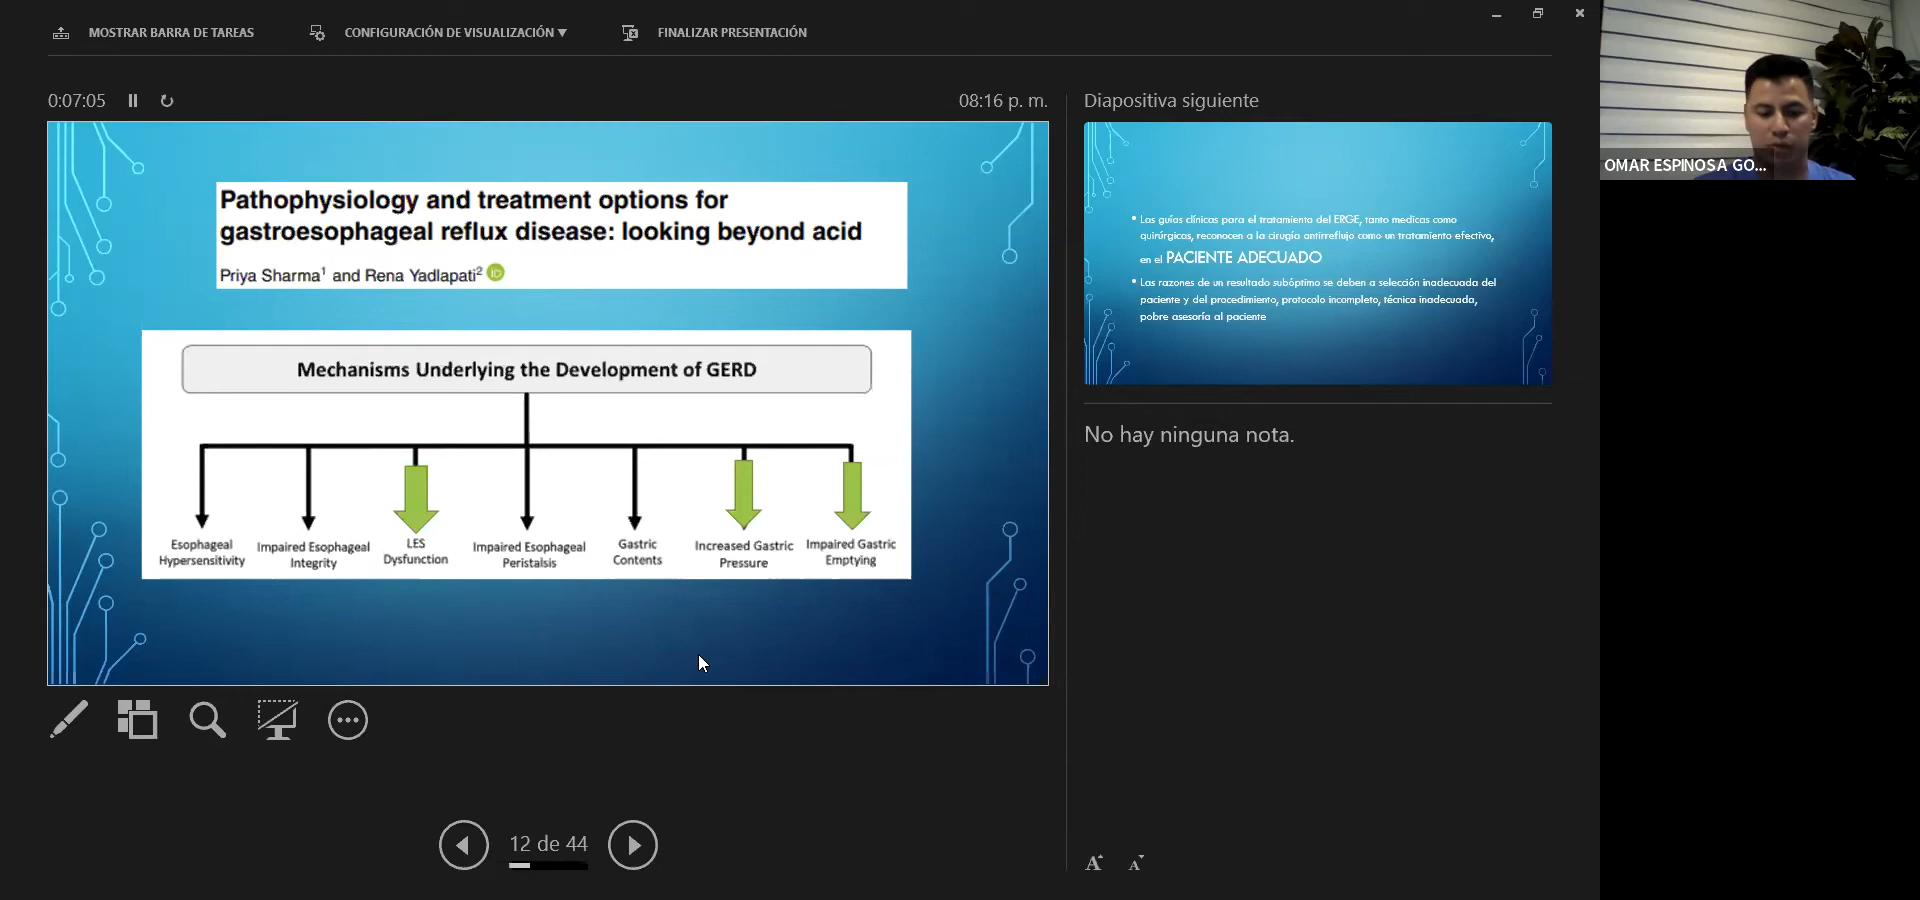 MOSTRAR BARRA DE TAREAS
CONFIGURACIÓN DE VISUALIZACIÓN ▼
FINALIZAR PRESENTACIÓN
0:07:05
08:16 p. m.
Pathophysiology and treatment options for
gastroesophageal reflux disease: looking beyond acid
Priya Sharma¹ and Rena Yadlapati² iD
Mechanisms Underlying the Development of GERD
Esophageal
Hypersensitivity
Impaired Esophageal
Integrity
LES
Dysfunction
Impaired Esophageal
Peristalsis
Gastric
Contents
Increased Gastric
Pressure
Impaired Gastric
Emptying
12 de 44
Diapositiva siguiente
• Las guías clínicas para el tratamiento del ERGE, tanto medicas como
quirúrgicas, reconocen a la cirugía antirreflujo como un tratamiento efectivo,
en el PACIENTE ADECUADO
• Las razones de un resultado subóptimo se deben a selección inadecuada del
paciente y del procedimiento, protocolo incompleto, técnica inadecuada,
pobre asesoría al paciente
No hay ninguna nota.
A A
OMAR ESPINOSA GO...